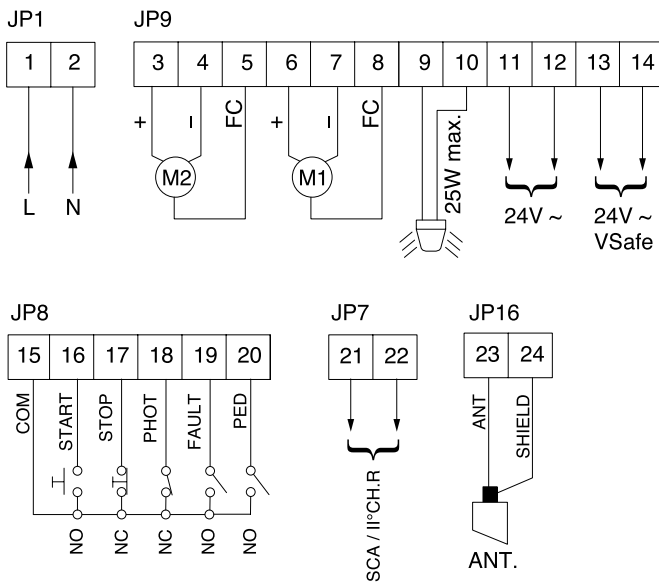 JP1
1 2
L N
JP9
3 4 5 6 7 8 9 10 11 12 13 14
+ – FC + – FC 25W max.
M2 M1
24V ~ 24V ~
VSafe
JP8
15 16 17 18 19 20
COM START STOP PHOT FAULT PED
NO NC NC NO NO
JP7
21 22
SCA / II°CH.R
JP16
23 24
ANT SHIELD
ANT.